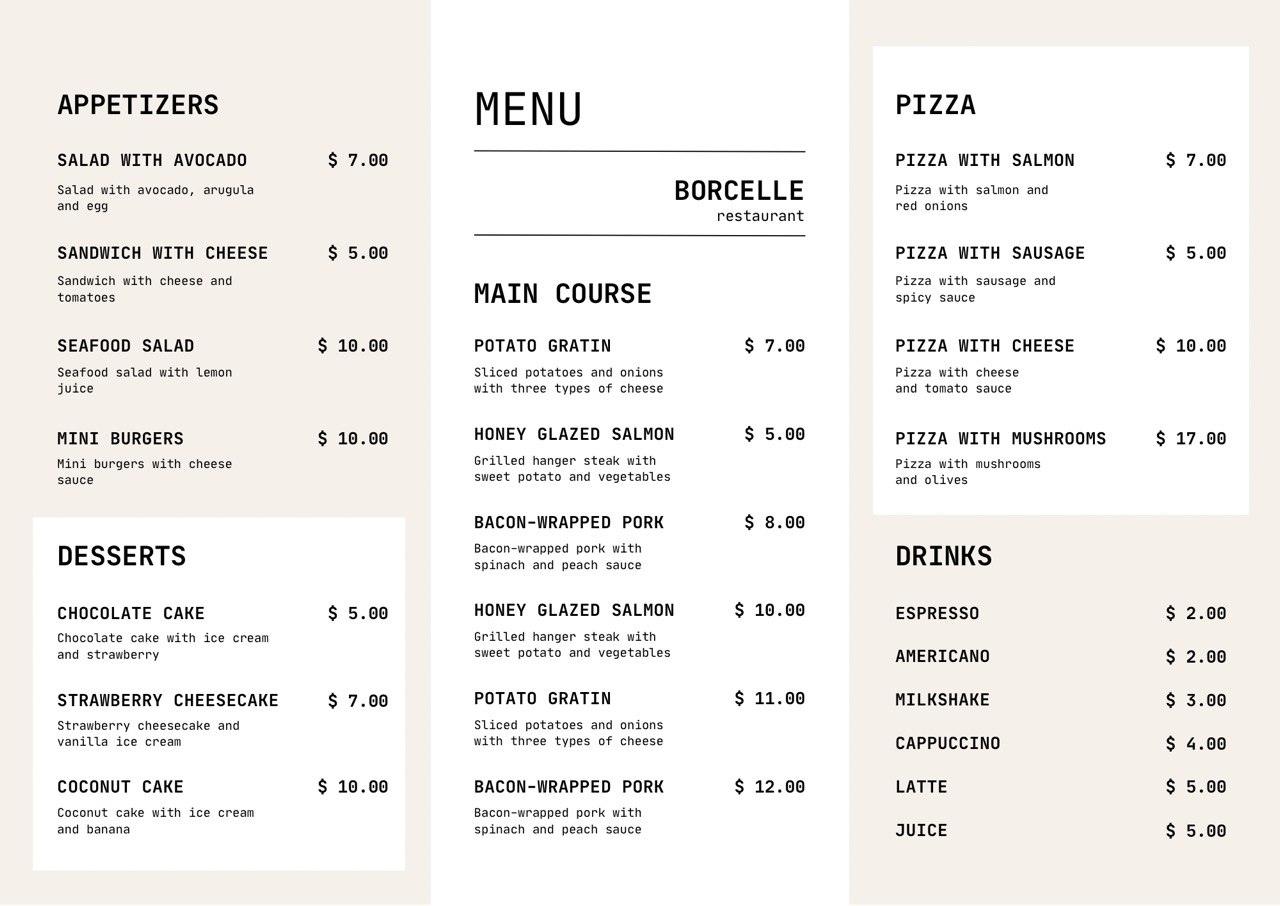 APPETIZERS
SALAD WITH AVOCADO $ 7.00
Salad with avocado, arugula
and egg
SANDWICH WITH CHEESE $ 5.00
Sandwich with cheese and
tomatoes
SEAFOOD SALAD $ 10.00
Seafood salad with lemon
juice
MINI BURGERS $ 10.00
Mini burgers with cheese
sauce
DESSERTS
CHOCOLATE CAKE $ 5.00
Chocolate cake with ice cream
and strawberry
STRAWBERRY CHEESECAKE $ 7.00
Strawberry cheesecake and
vanilla ice cream
COCONUT CAKE $ 10.00
Coconut cake with ice cream
and banana
MENU
BORCELLE
restaurant
MAIN COURSE
POTATO GRATIN $ 7.00
Sliced potatoes and onions
with three types of cheese
HONEY GLAZED SALMON $ 5.00
Grilled hanger steak with
sweet potato and vegetables
BACON-WRAPPED PORK $ 8.00
Bacon-wrapped pork with
spinach and peach sauce
HONEY GLAZED SALMON $ 10.00
Grilled hanger steak with
sweet potato and vegetables
POTATO GRATIN $ 11.00
Sliced potatoes and onions
with three types of cheese
BACON-WRAPPED PORK $ 12.00
Bacon-wrapped pork with
spinach and peach sauce
PIZZA
PIZZA WITH SALMON $ 7.00
Pizza with salmon and
red onions
PIZZA WITH SAUSAGE $ 5.00
Pizza with sausage and
spicy sauce
PIZZA WITH CHEESE $ 10.00
Pizza with cheese
and tomato sauce
PIZZA WITH MUSHROOMS $ 17.00
Pizza with mushrooms
and olives
DRINKS
ESPRESSO $ 2.00
AMERICANO $ 2.00
MILKSHAKE $ 3.00
CAPPUCCINO $ 4.00
LATTE $ 5.00
JUICE $ 5.00